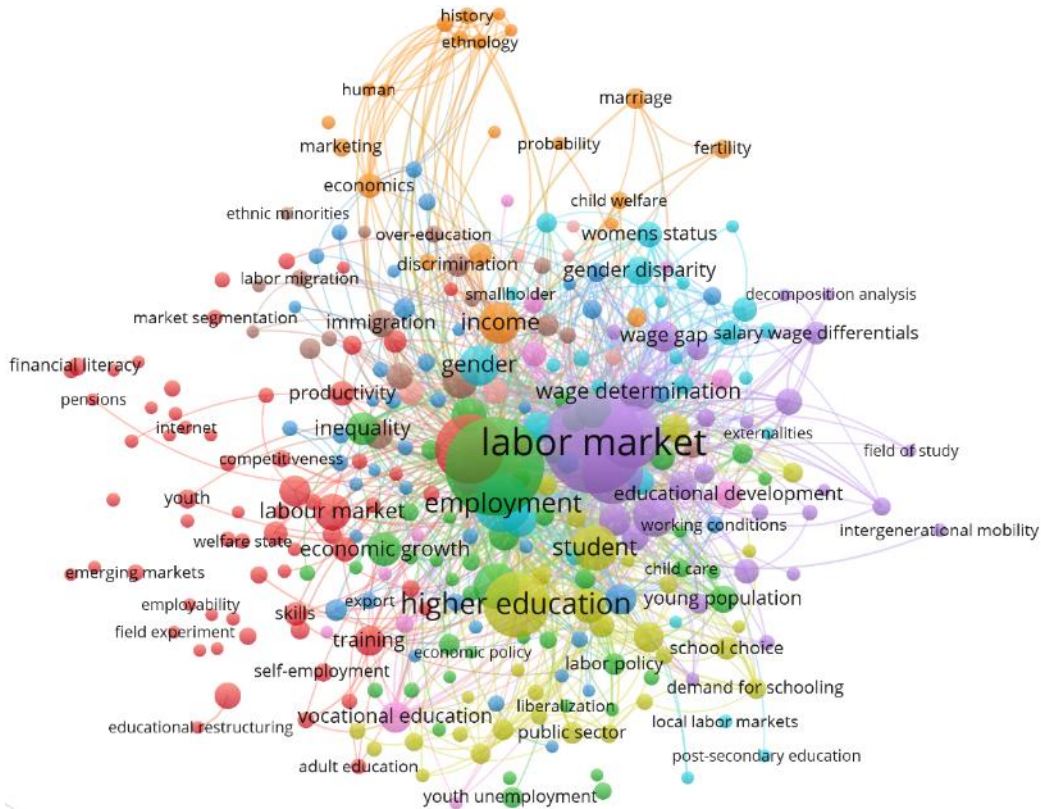 history
ethnology
human
marriage
marketing
probability
fertility
economics
child welfare
ethnic minorities
over-education
womens status
discrimination
gender disparity
labor migration
smallholder
decomposition analysis
market segmentation
immigration
income
wage gap
salary wage differentials
financial literacy
gender
pensions
productivity
wage determination
internet
inequality
labor market
externalities
field of study
competitiveness
youth
labour market
employment
educational development
welfare state
working conditions
intergenerational mobility
economic growth
student
emerging markets
child care
employability
export
higher education
young population
field experiment
skills
training
economic policy
school choice
self-employment
labor policy
demand for schooling
educational restructuring
vocational education
liberalization
public sector
local labor markets
adult education
post-secondary education
youth unemployment